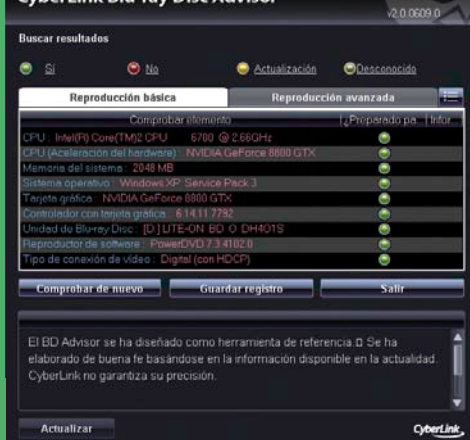 CyberLink Blu-ray Disc Advisor
v2.0.0609.0
Buscar resultados
Sí No Actualización Desconocido
Reproducción básica Reproducción avanzada
Comprobar elemento ¿Preparado pa... Infor...
CPU : Intel(R) Core(TM)2 CPU 6700 @ 2.66GHz
CPU (Aceleración del hardware) : NVIDIA GeForce 8800 GTX
Memoria del sistema : 2048 MB
Sistema operativo : Windows XP Service Pack 3
Tarjeta gráfica : NVIDIA GeForce 8800 GTX
Controlador con tarjeta gráfica : 6.14.11.7792
Unidad de Blu-ray Disc : [D:] LITE-ON BD O DH401S
Reproductor de software : PowerDVD 7.3.4102.0
Tipo de conexión de vídeo : Digital (con HDCP)
Comprobar de nuevo Guardar registro Salir
El BD Advisor se ha diseñado como herramienta de referencia.▯ Se ha
elaborado de buena fe basándose en la información disponible en la actualidad.
CyberLink no garantiza su precisión.
Actualizar
CyberLink